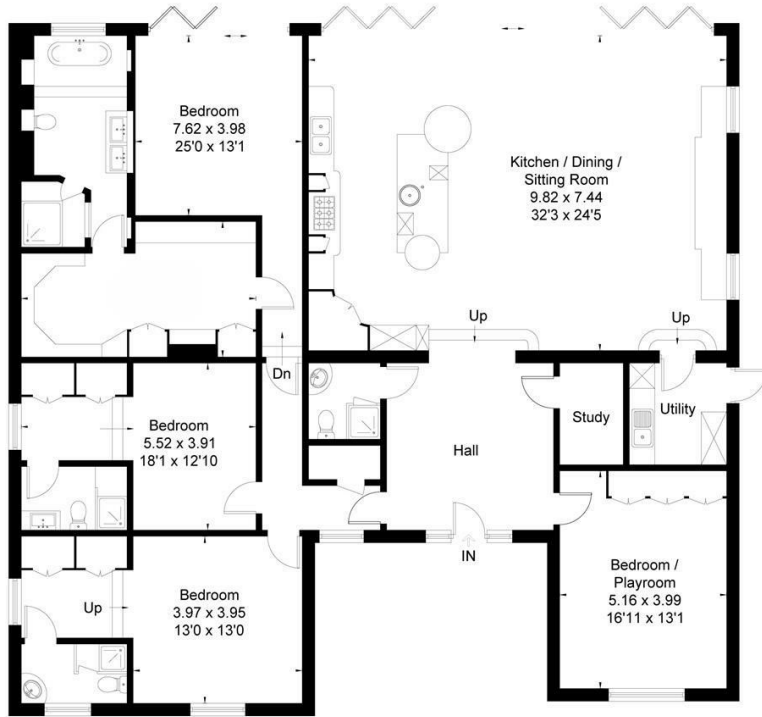 Bedroom
7.62 x 3.98
25'0 x 13'1
Kitchen / Dining /
Sitting Room
9.82 x 7.44
32'3 x 24'5
Up
Up
Dn
Bedroom
5.52 x 3.91
18'1 x 12'10
Hall
Study
Utility
IN
Bedroom /
Playroom
5.16 x 3.99
16'11 x 13'1
Up
Bedroom
3.97 x 3.95
13'0 x 13'0